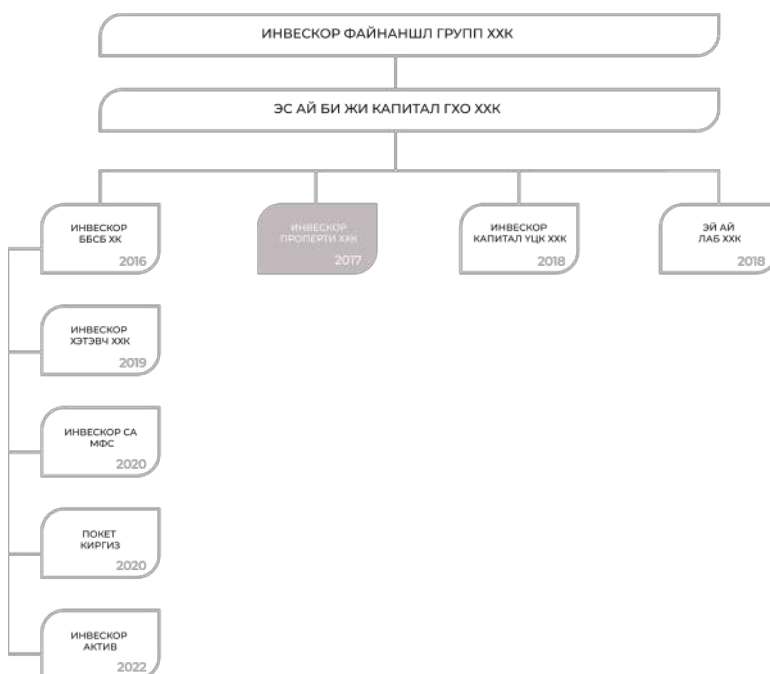 ИНВЕСКОР ФАЙНАНШЛ ГРУПП ХХК
ЭС АЙ БИ ЖИ КАПИТАЛ ГХО ХХК
ИНВЕСКОР
ББСБ ХК
2016
ИНВЕСКОР
ПРОПЕРТИ ХХК
2017
ИНВЕСКОР
КАПИТАЛ ҮЦК ХХК
2018
ЭЙ АЙ
ЛАБ ХХК
2018
ИНВЕСКОР
ХЭТЭВЧ ХХК
2019
ИНВЕСКОР СА
МФС
2020
ПОКЕТ
КИРГИЗ
2020
ИНВЕСКОР
АКТИВ
2022